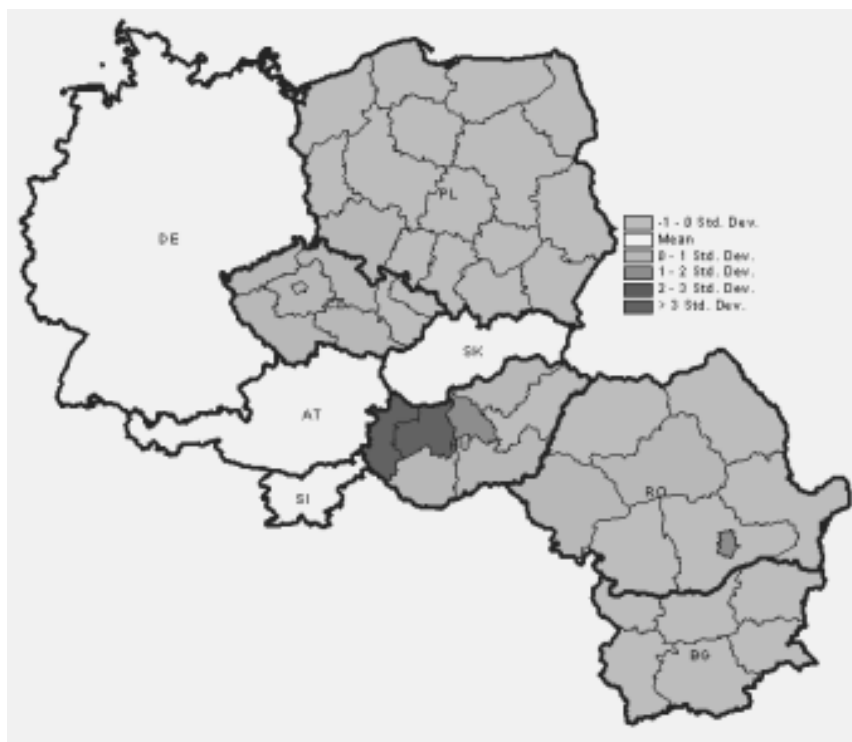 PL
DE
-1 - 0 Std. Dev.
Mean
0 - 1 Std. Dev.
1 - 2 Std. Dev.
2 - 3 Std. Dev.
> 3 Std. Dev.
SK
AT
SI
RO
BG